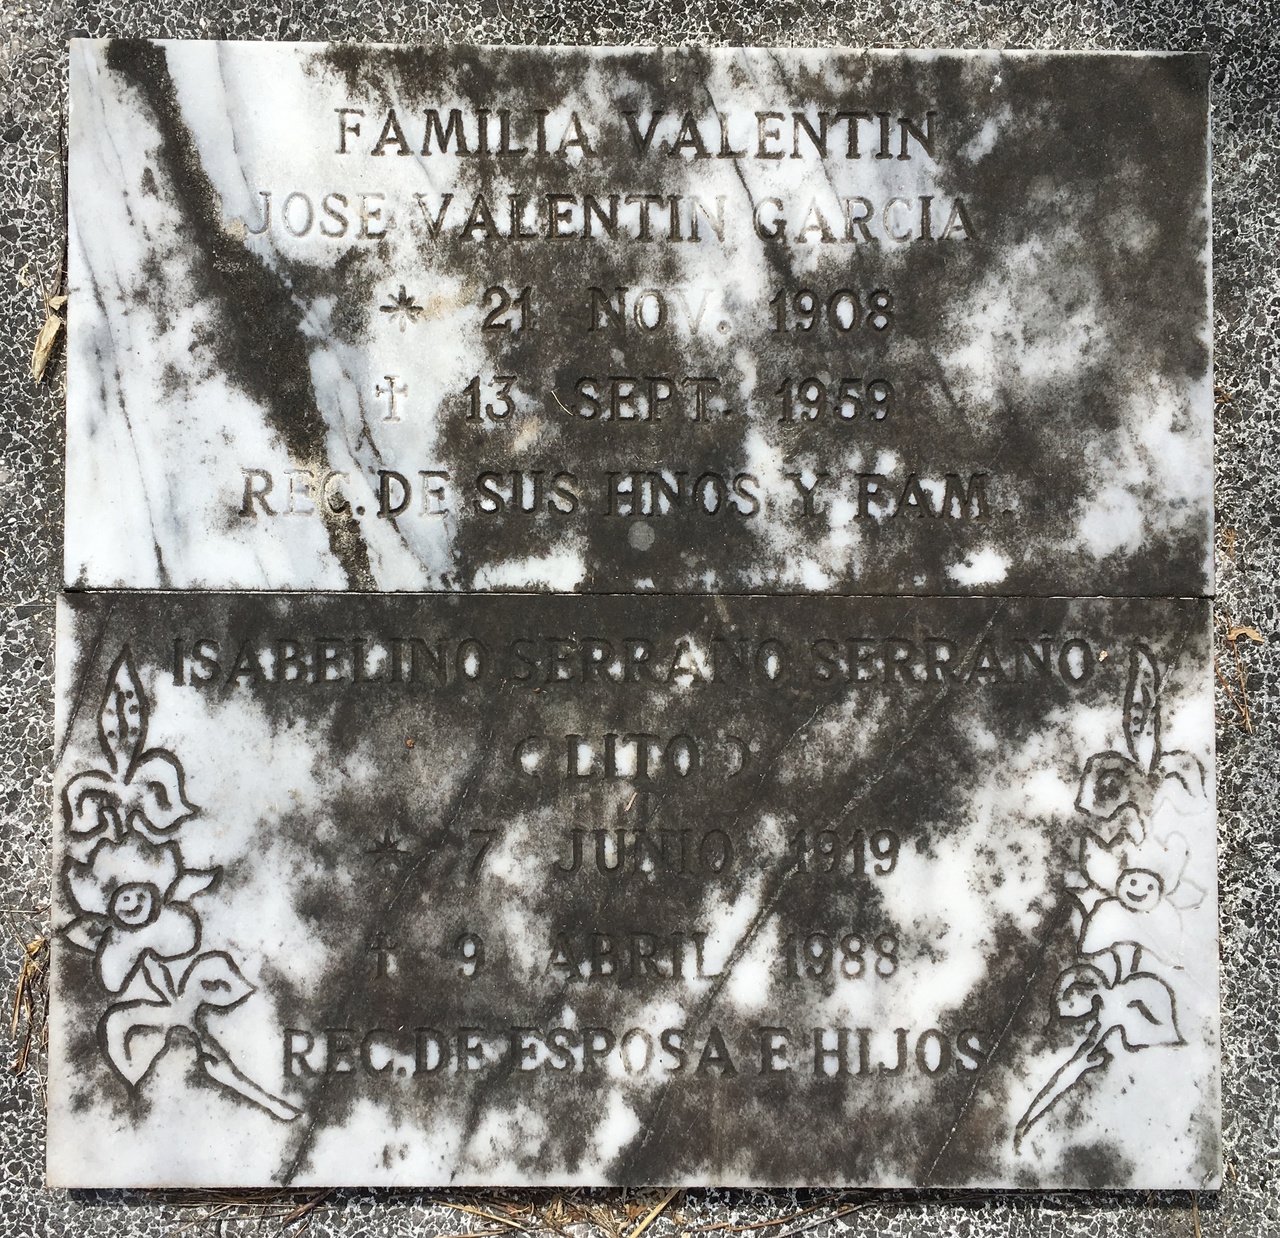 FAMILIA VALENTIN
JOSE VALENTIN GARCIA
* 21 NOV. 1908
† 13 SEPT. 1959
REC. DE SUS HNOS Y FAM.
ISABELINO SERRANO SERRANO
(LITO)
* 7 JUNIO 1919
† 9 ABRIL 1988
REC. DE ESPOSA E HIJOS